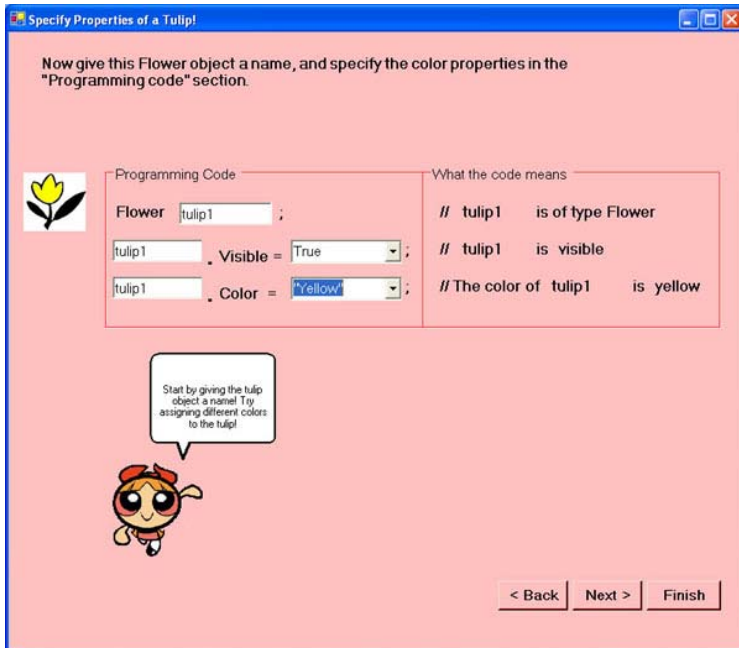 Specify Properties of a Tulip!
Now give this Flower object a name, and specify the color properties in the
"Programming code" section.
Programming Code
Flower tulip1 ;
tulip1 . Visible = True ;
tulip1 . Color = "Yellow" ;
What the code means
// tulip1 is of type Flower
// tulip1 is visible
// The color of tulip1 is yellow
Start by giving the tulip
object a name! Try
assigning different colors
to the tulip!
< Back Next > Finish